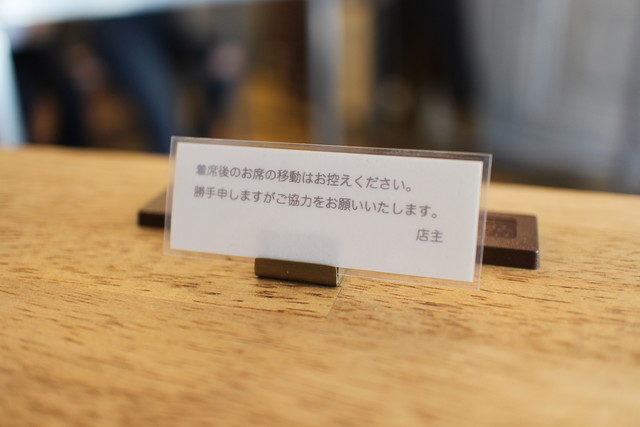 着席後のお席の移動はお控えください。
勝手申しますがご協力をお願いいたします。
店主